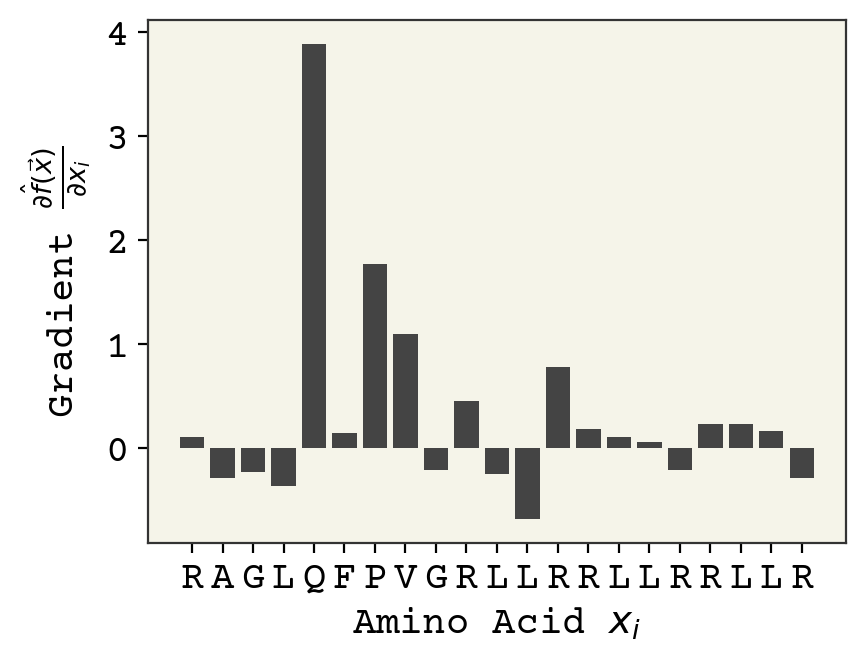 4
3
2
1
0
Gradient ∂f̂(x⃗)/∂xᵢ
R A G L Q F P V G R L L R R L L R R L L R
Amino Acid xᵢ